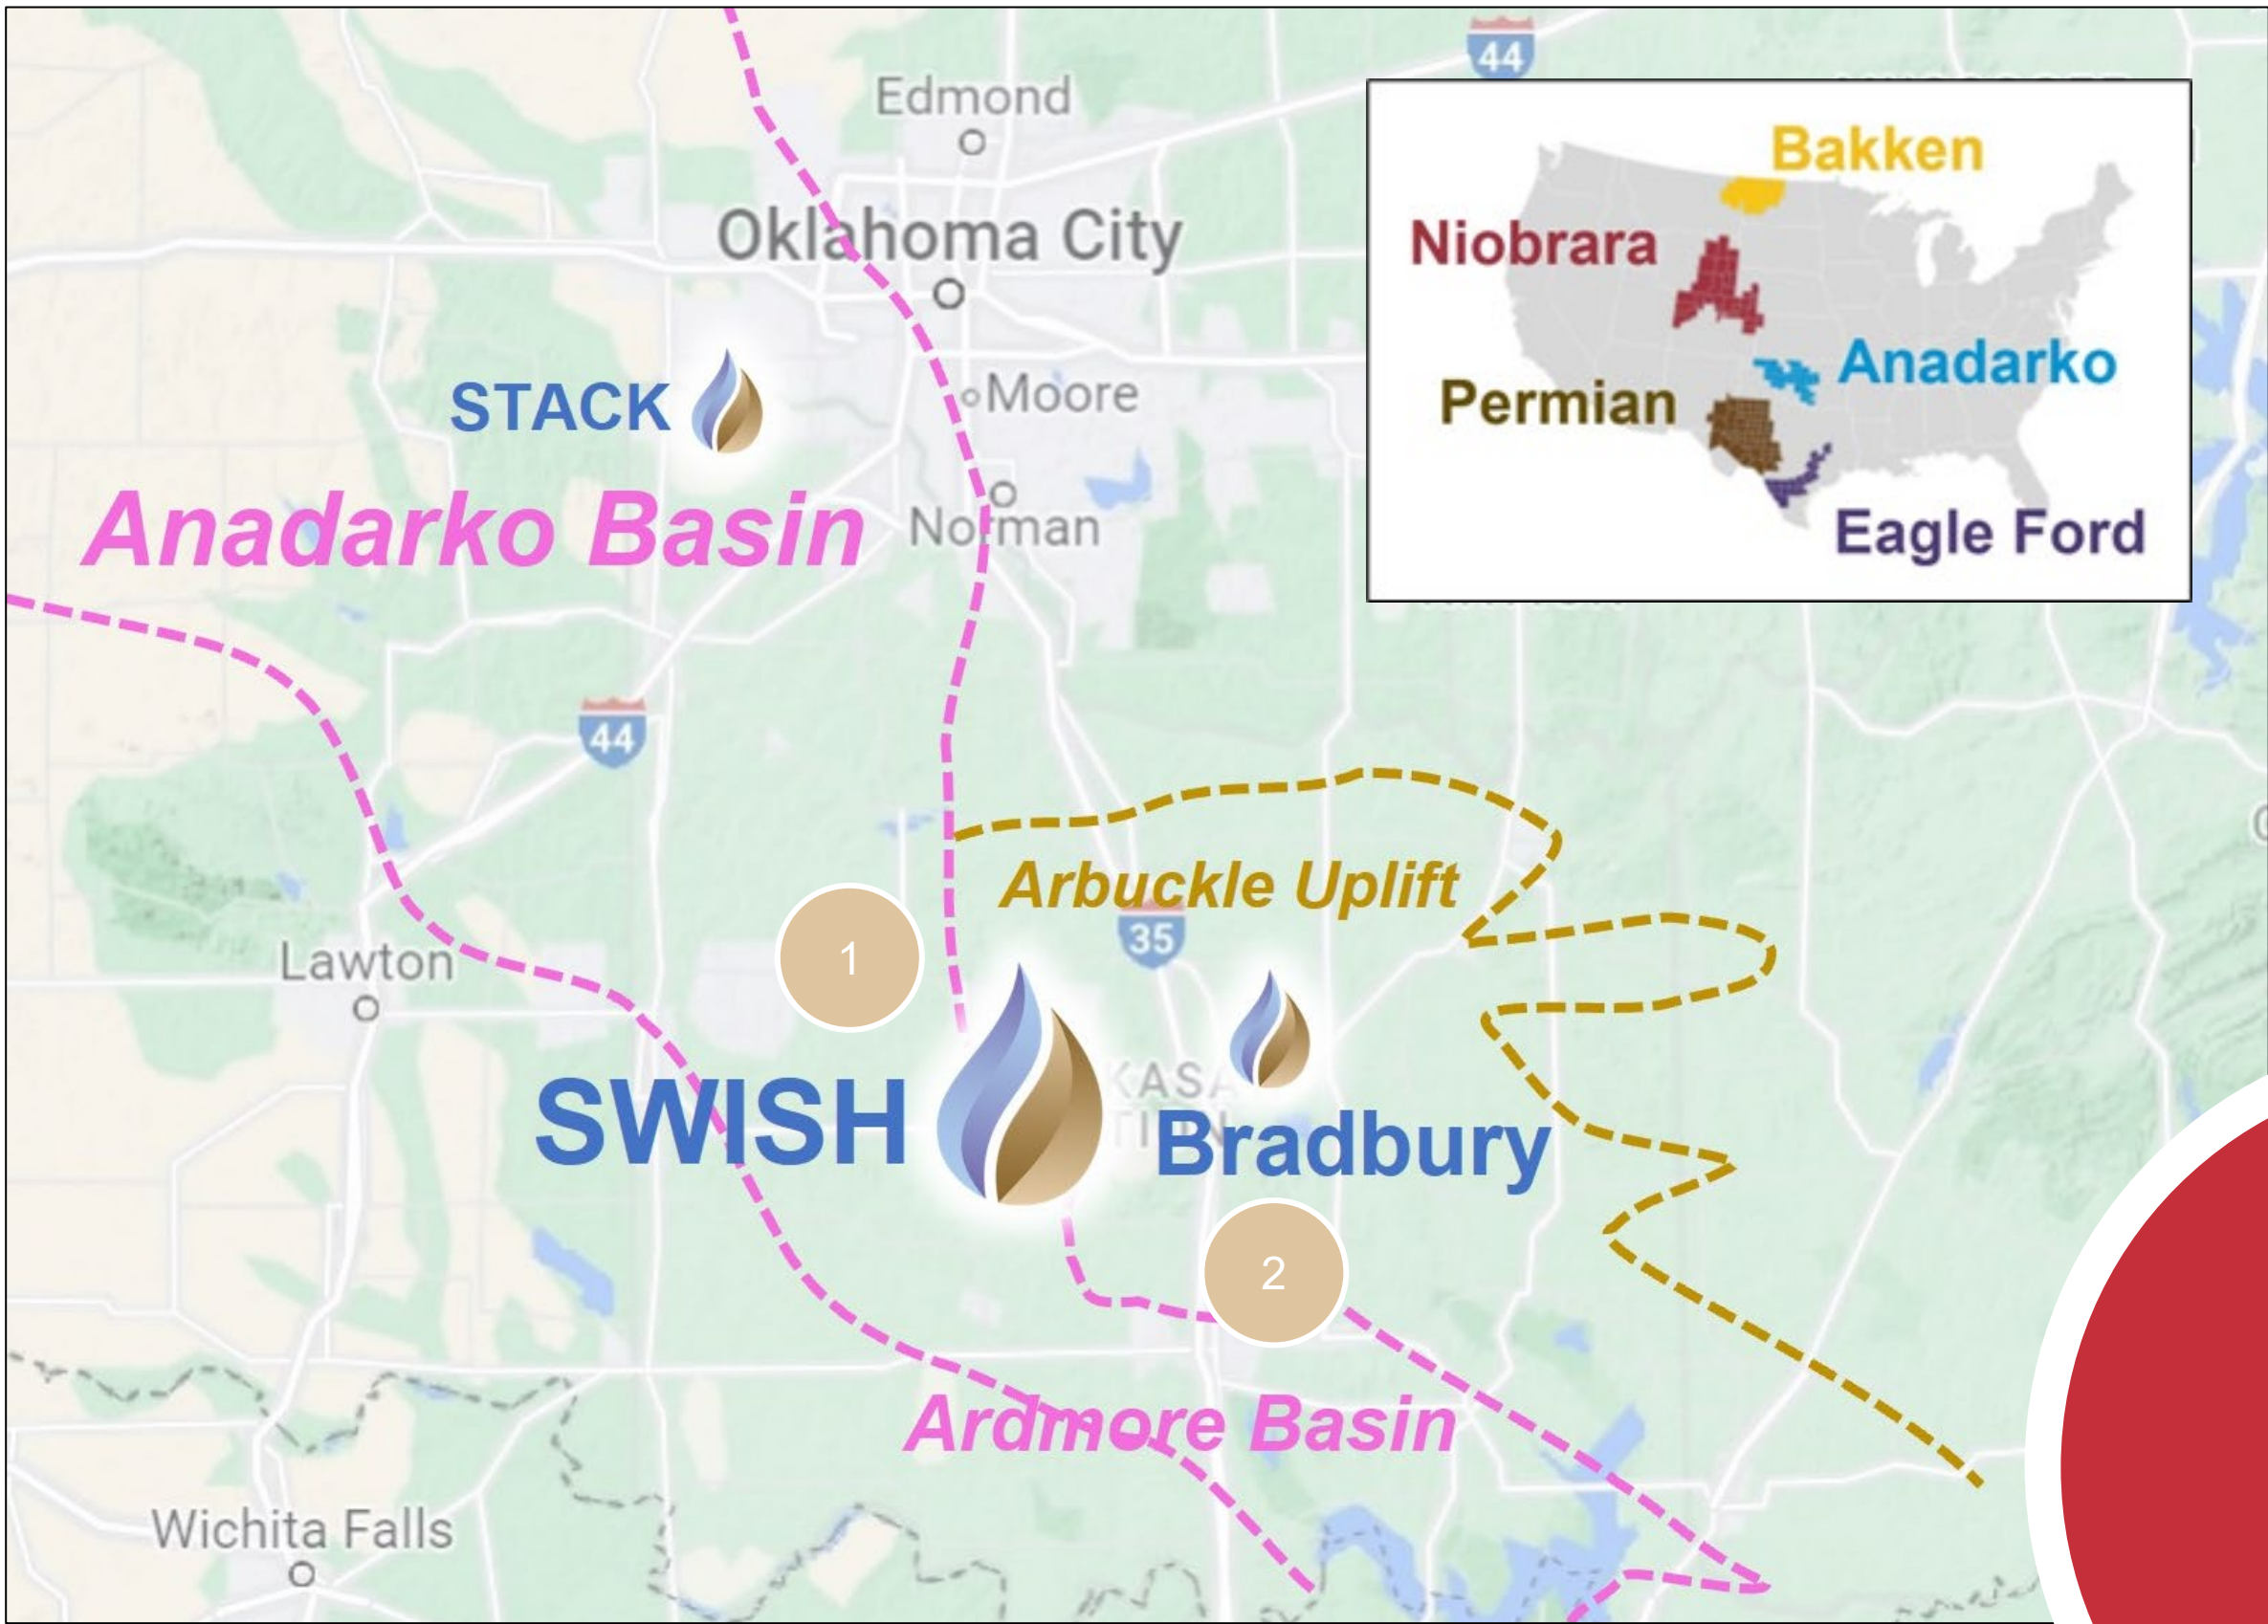 44
Edmond
Oklahoma City
Bakken
Niobrara
Anadarko
Permian
Eagle Ford
STACK
Moore
Anadarko Basin
Norman
44
Arbuckle Uplift
1
35
Lawton
SWISH
Bradbury
2
Ardmore Basin
Wichita Falls